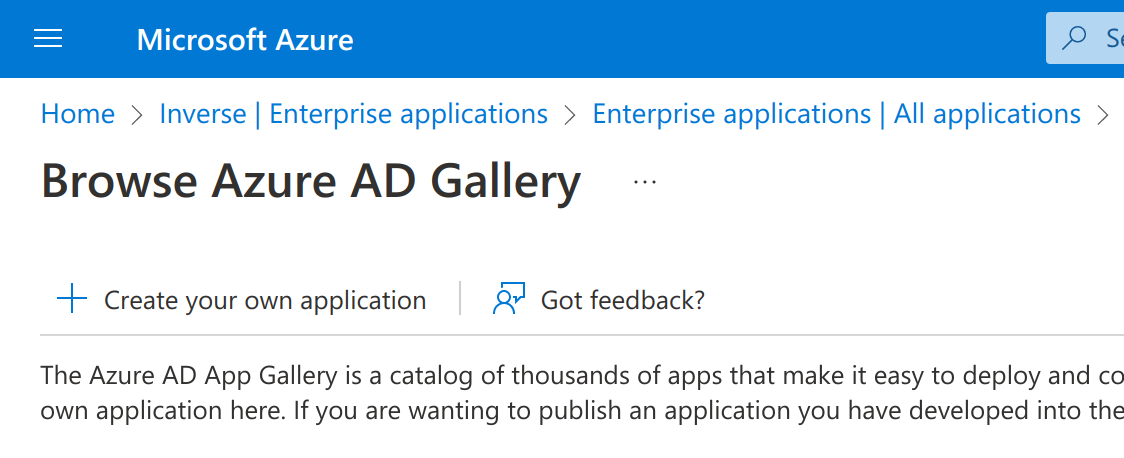 Microsoft Azure
Home > Inverse | Enterprise applications > Enterprise applications | All applications >
Browse Azure AD Gallery ...
Create your own application | Got feedback?
The Azure AD App Gallery is a catalog of thousands of apps that make it easy to deploy and
own application here. If you are wanting to publish an application you have developed into the